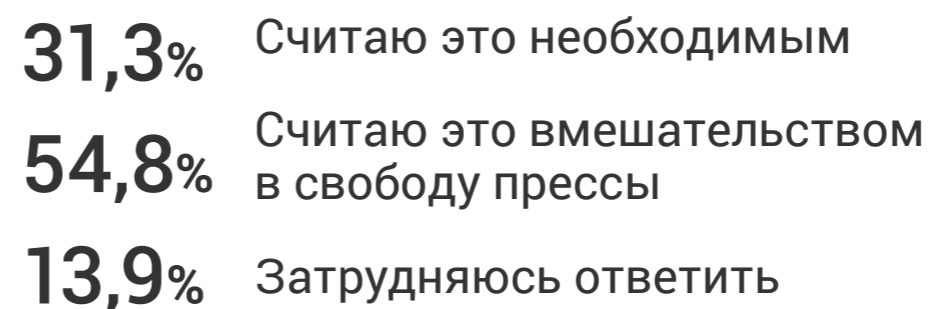 31,3% Считаю это необходимым
54,8% Считаю это вмешательством
в свободу прессы
13,9% Затрудняюсь ответить